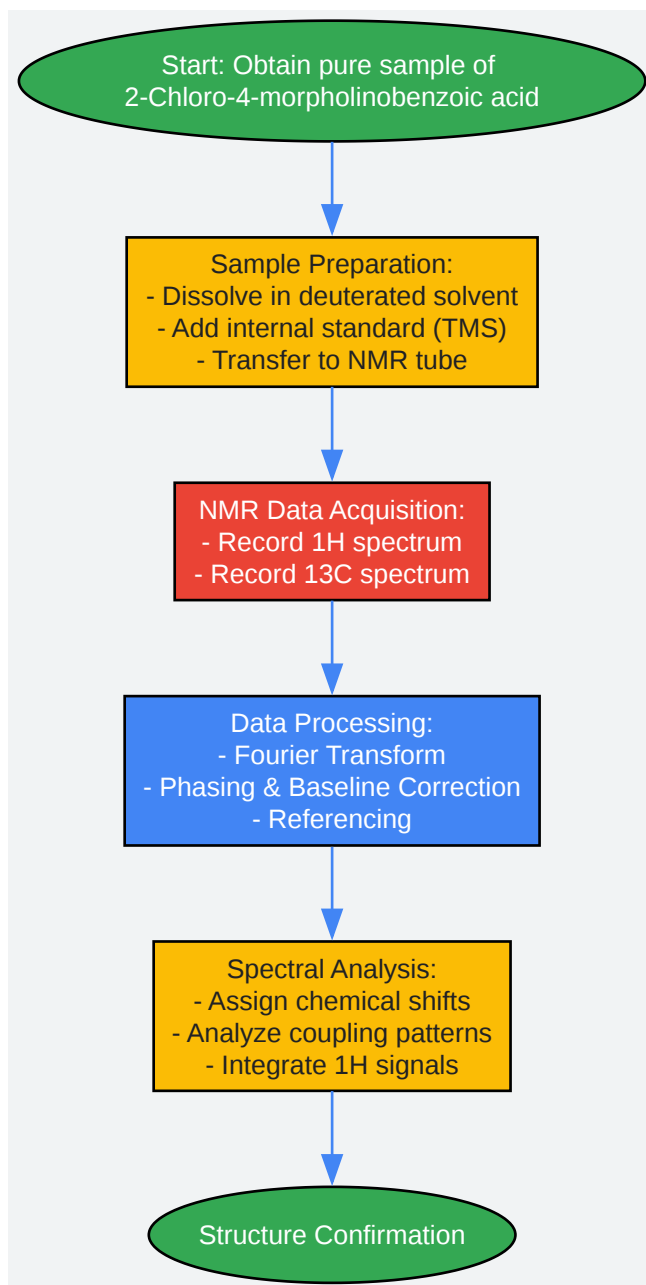 Start: Obtain pure sample of
2-Chloro-4-morpholinobenzoic acid
Sample Preparation:
- Dissolve in deuterated solvent
- Add internal standard (TMS)
- Transfer to NMR tube
NMR Data Acquisition:
- Record 1H spectrum
- Record 13C spectrum
Data Processing:
- Fourier Transform
- Phasing & Baseline Correction
- Referencing
Spectral Analysis:
- Assign chemical shifts
- Analyze coupling patterns
- Integrate 1H signals
Structure Confirmation